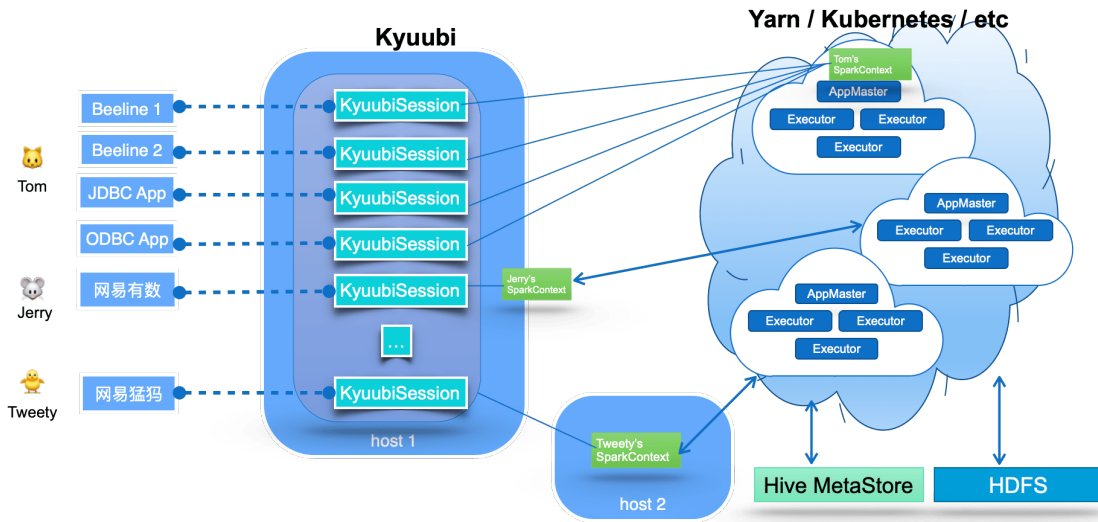 Kyuubi
Yarn / Kubernetes / etc
Tom
Jerry
Tweety
Beeline 1
Beeline 2
JDBC App
ODBC App
网易有数
网易猛犸
KyuubiSession
KyuubiSession
KyuubiSession
KyuubiSession
KyuubiSession
...
KyuubiSession
host 1
Jerry's
SparkContext
Tweety's
SparkContext
host 2
Tom's
SparkContext
AppMaster
Executor
Executor
Executor
AppMaster
Executor
Executor
Executor
AppMaster
Executor
Executor
Executor
Hive MetaStore
HDFS